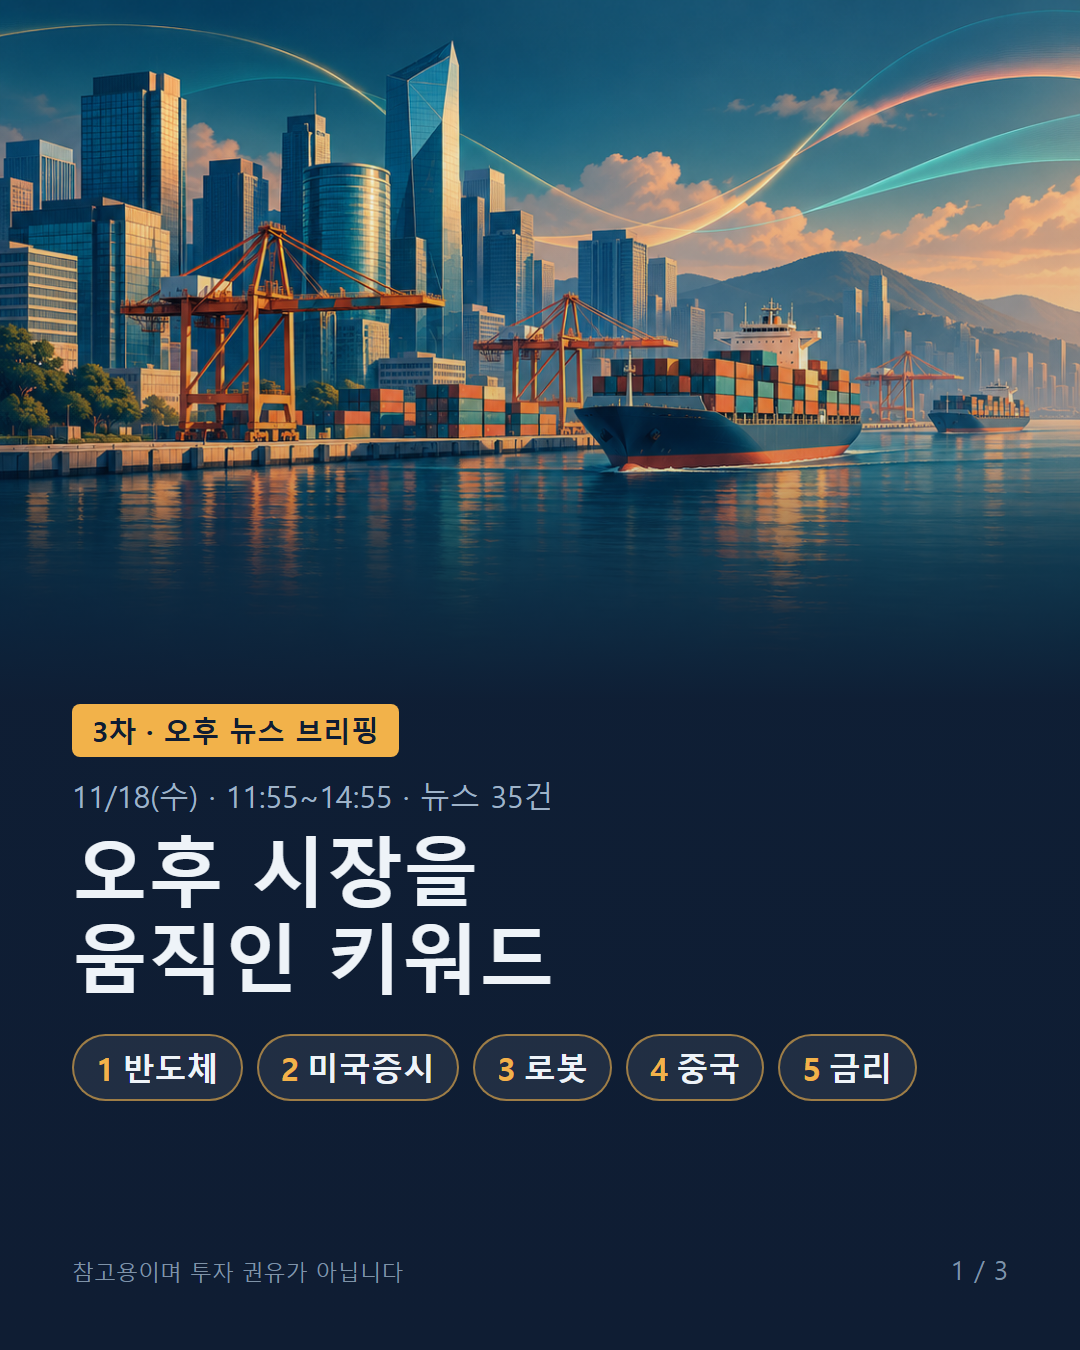 3차 · 오후 뉴스 브리핑
11/18(수) · 11:55~14:55 · 뉴스 35건
오후 시장을
움직인 키워드
1 반도체 2 미국증시 3 로봇 4 중국 5 금리
참고용이며 투자 권유가 아닙니다 1 / 3